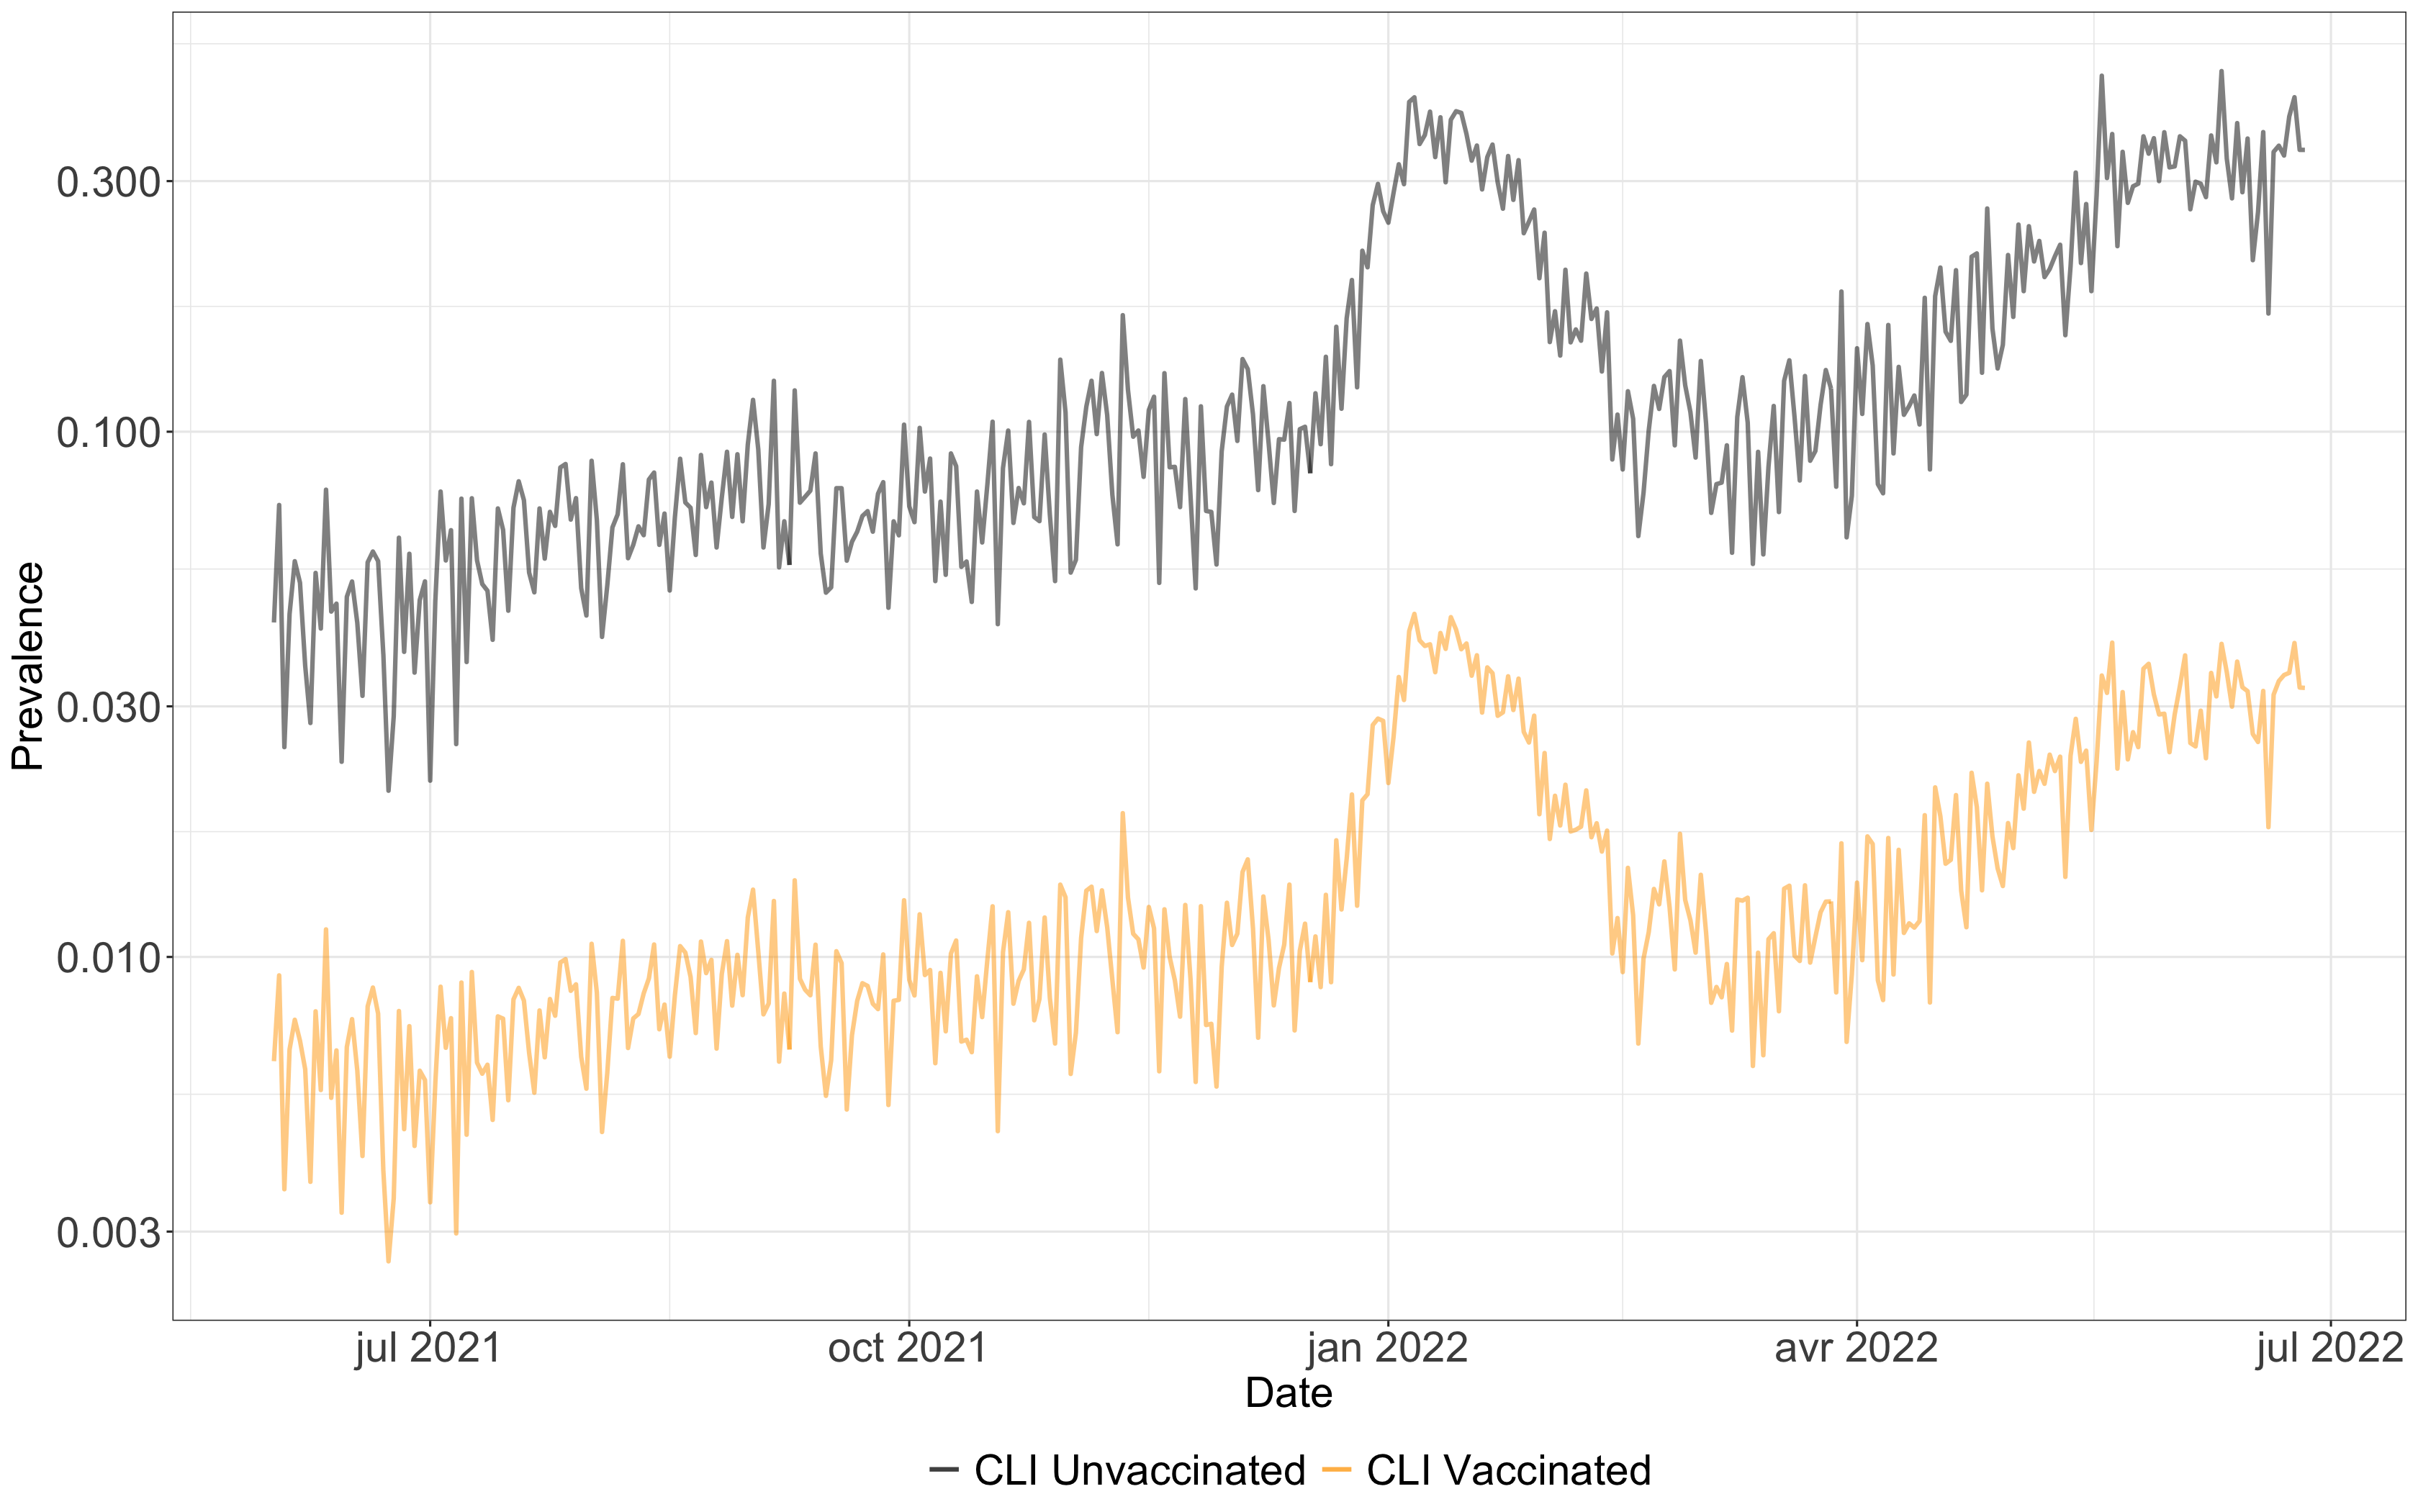 Prevalence
0.300
0.100
0.030
0.010
0.003
jul 2021 oct 2021 jan 2022 avr 2022 jul 2022
Date
CLI Unvaccinated CLI Vaccinated